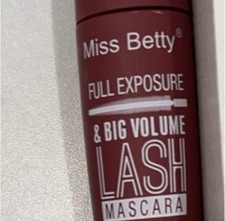 Miss Betty®
FULL EXPOSURE
& BIG VOLUME
LASH
MASCARA